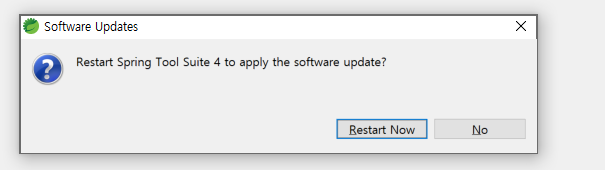 Software Updates
Restart Spring Tool Suite 4 to apply the software update?
Restart Now
No